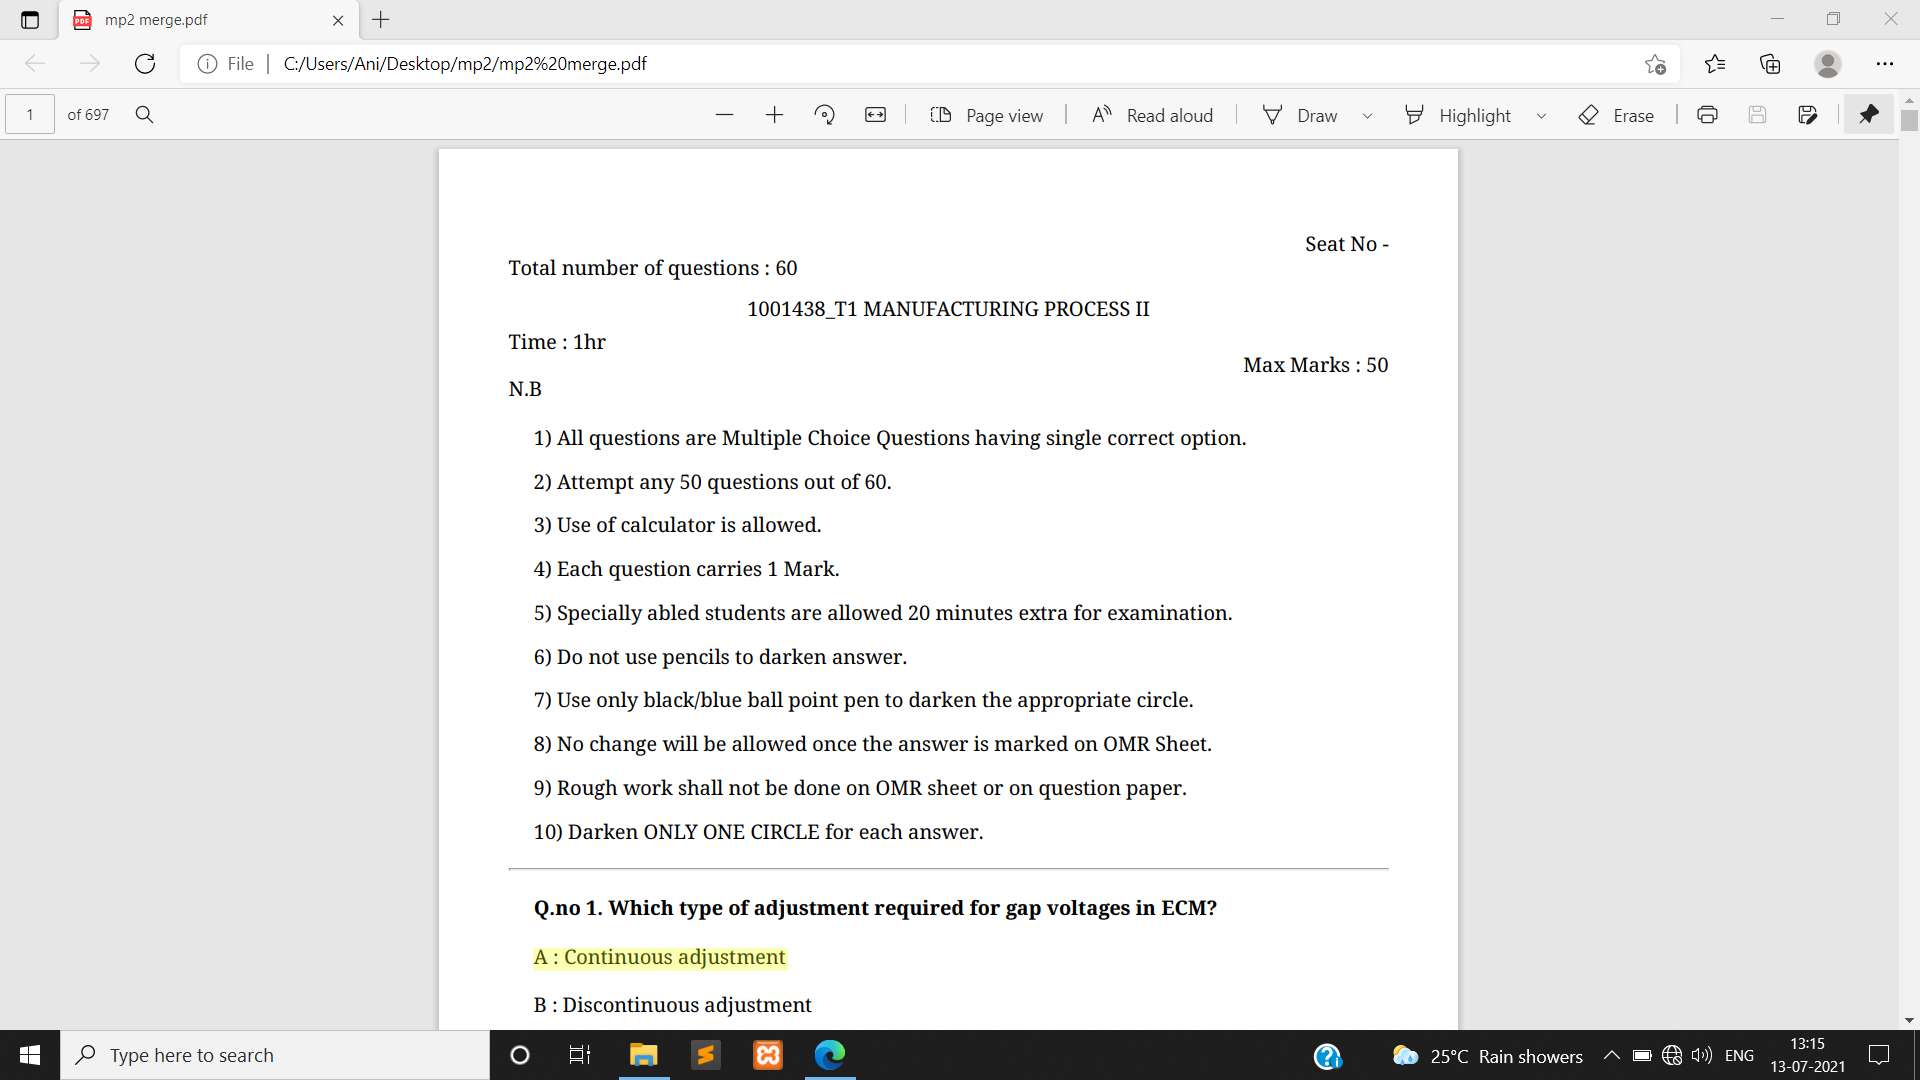 mp2 merge.pdf
File
C:/Users/Ani/Desktop/mp2/mp2%20merge.pdf
1 of 697
Page view
Read aloud
Draw
Highlight
Erase
Seat No -
Total number of questions : 60
1001438_T1 MANUFACTURING PROCESS II
Time : 1hr
Max Marks : 50
N.B
1) All questions are Multiple Choice Questions having single correct option.
2) Attempt any 50 questions out of 60.
3) Use of calculator is allowed.
4) Each question carries 1 Mark.
5) Specially abled students are allowed 20 minutes extra for examination.
6) Do not use pencils to darken answer.
7) Use only black/blue ball point pen to darken the appropriate circle.
8) No change will be allowed once the answer is marked on OMR Sheet.
9) Rough work shall not be done on OMR sheet or on question paper.
10) Darken ONLY ONE CIRCLE for each answer.
Q.no 1. Which type of adjustment required for gap voltages in ECM?
A : Continuous adjustment
B : Discontinuous adjustment
Type here to search
25°C Rain showers
ENG
13:15
13-07-2021